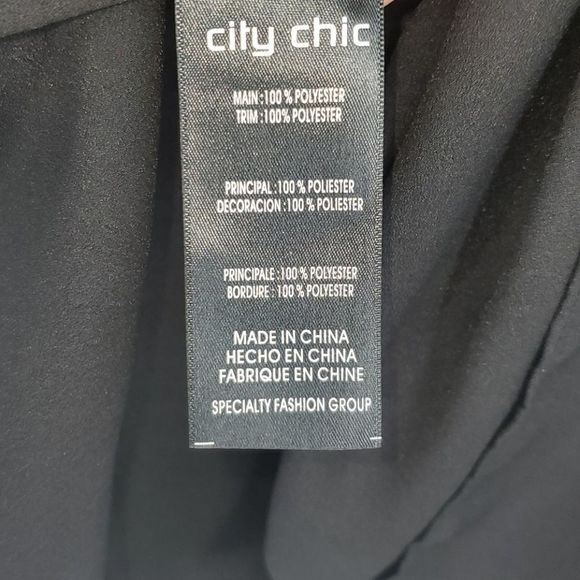 city chic
MAIN :100 % POLYESTER
TRIM :100% POLYESTER
PRINCIPAL :100 % POLIESTER
DECORACION :100 % POLIESTER
PRINCIPALE :100 % POLYESTER
BORDURE : 100 % POLYESTER
MADE IN CHINA
HECHO EN CHINA
FABRIQUE EN CHINE
SPECIALTY FASHION GROUP